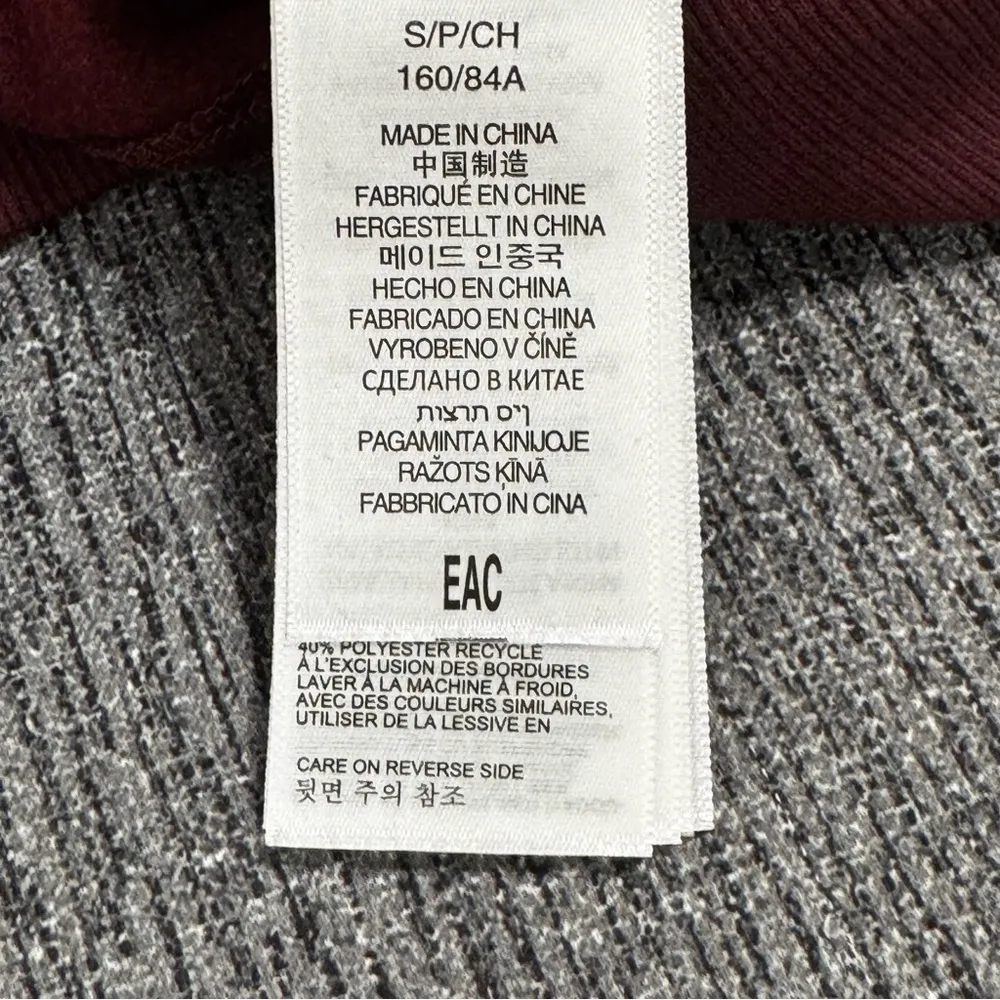 S/P/CH
160/84A
MADE IN CHINA
中国制造
FABRIQUÉ EN CHINE
HERGESTELLT IN CHINA
메이드 인중국
HECHO EN CHINA
FABRICADO EN CHINA
VYROBENO V ČÍNĚ
СДЕЛАНО В КИТАЕ
ןיס תרצות
PAGAMINTA KINIJOJE
RAŽOTS ĶĪNĀ
FABBRICATO IN CINA
EAC
40% POLYESTER RECYCLÉ
À L'EXCLUSION DES BORDURES
LAVER À LA MACHINE À FROID,
AVEC DES COULEURS SIMILAIRES,
UTILISER DE LA LESSIVE EN
CARE ON REVERSE SIDE
뒷면 주의 참조